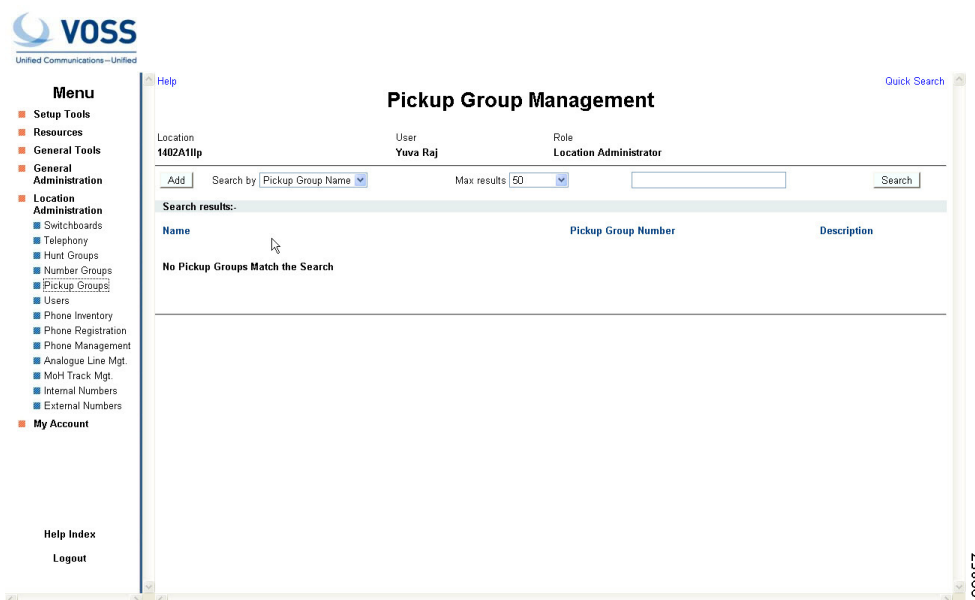 VOSS
Unified Communications—Unified
Menu
Setup Tools
Resources
General Tools
General
Administration
Location
Administration
Switchboards
Telephony
Hunt Groups
Number Groups
Pickup Groups
Users
Phone Inventory
Phone Registration
Phone Management
Analogue Line Mgt.
MoH Track Mgt.
Internal Numbers
External Numbers
My Account
Help Index
Logout
Help
Quick Search
Pickup Group Management
Location User Role
1402A1llp Yuva Raj Location Administrator
Add Search by Pickup Group Name Max results 50 Search
Search results:-
Name Pickup Group Number Description
No Pickup Groups Match the Search